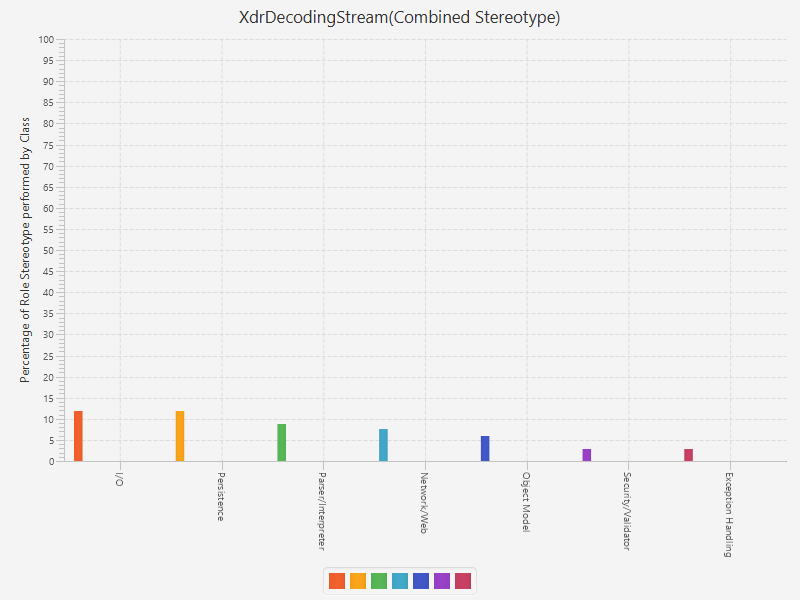 XdrDecodingStream(Combined Stereotype)
Percentage of Role Stereotype performed by Class
100
95
90
85
80
75
70
65
60
55
50
45
40
35
30
25
20
15
10
5
0
I/O
Persistence
Parser/Interpreter
Network/Web
Object Model
Security/Validator
Exception Handling